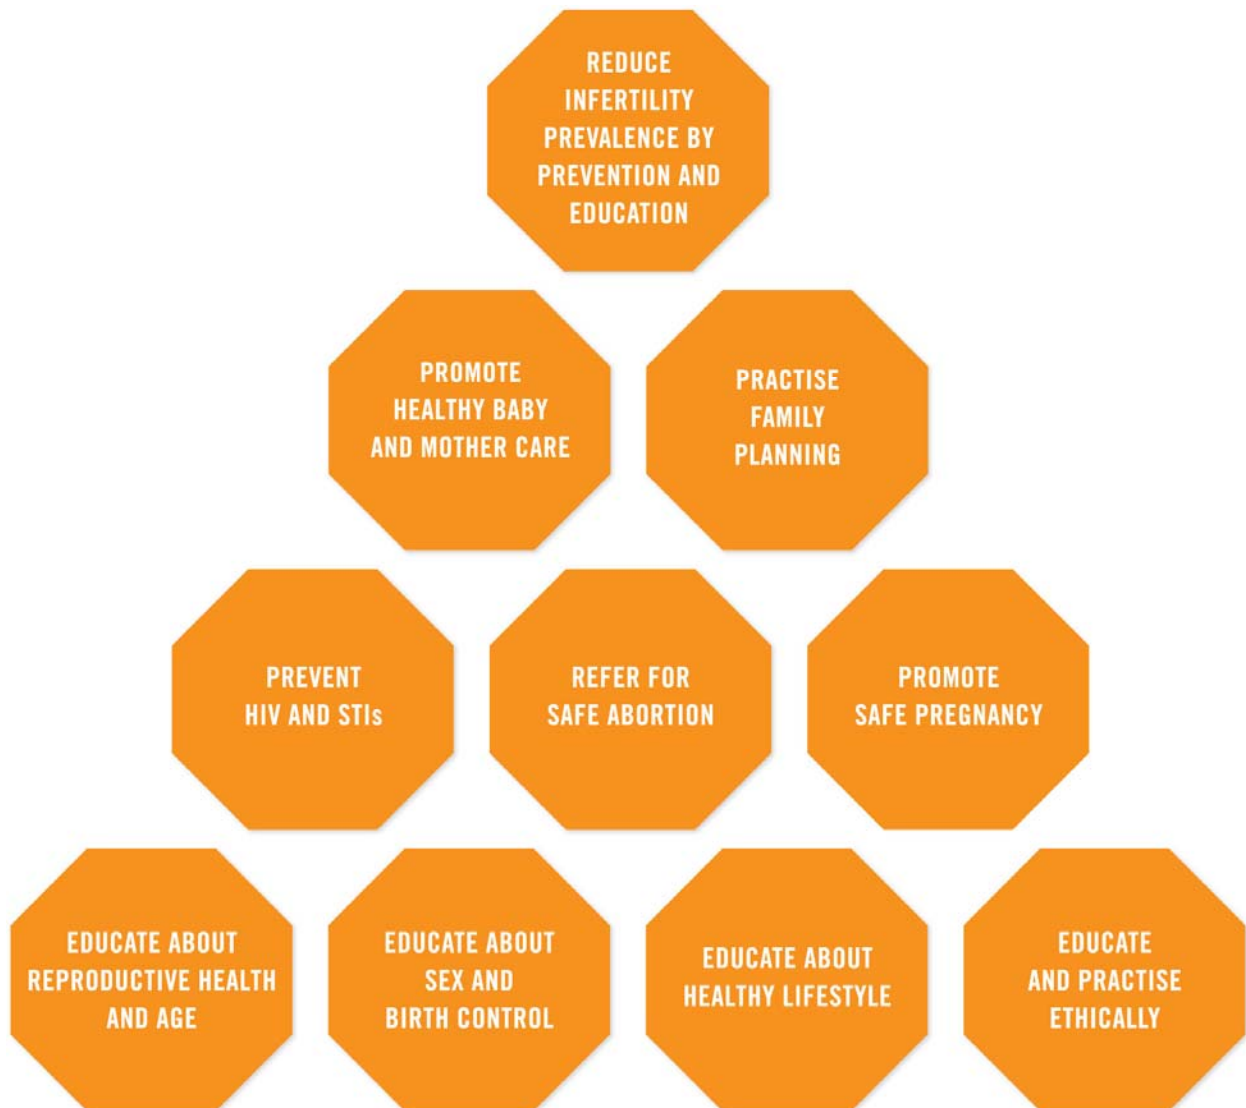 REDUCE
INFERTILITY
PREVALENCE BY
PREVENTION AND
EDUCATION
PROMOTE
HEALTHY BABY
AND MOTHER CARE
PRACTISE
FAMILY
PLANNING
PREVENT
HIV AND STIs
REFER FOR
SAFE ABORTION
PROMOTE
SAFE PREGNANCY
EDUCATE ABOUT
REPRODUCTIVE HEALTH
AND AGE
EDUCATE ABOUT
SEX AND
BIRTH CONTROL
EDUCATE ABOUT
HEALTHY LIFESTYLE
EDUCATE
AND PRACTISE
ETHICALLY